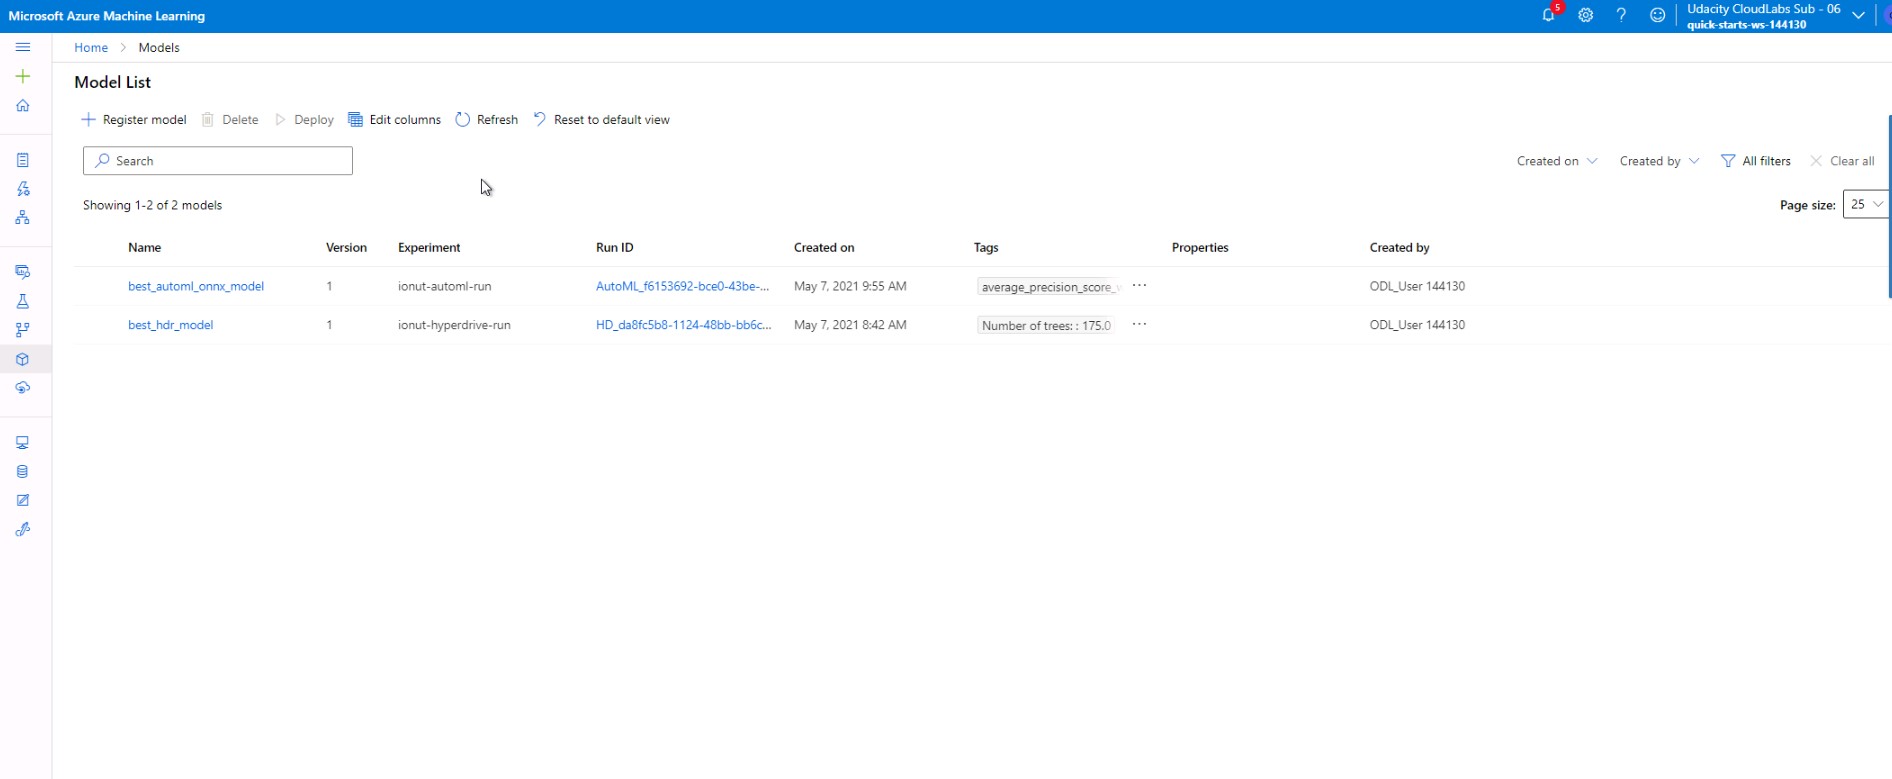 Microsoft Azure Machine Learning
5
?
Udacity CloudLabs Sub - 06
quick-starts-ws-144130
Home > Models
Model List
Register model Delete Deploy Edit columns Refresh Reset to default view
Search Created on Created by All filters Clear all
Showing 1-2 of 2 models Page size: 25
Name Version Experiment Run ID Created on Tags Properties Created by
best_automl_onnx_model 1 ionut-automl-run AutoML_f6153692-bce0-43be-... May 7, 2021 9:55 AM average_precision_score_ ... ODL_User 144130
best_hdr_model 1 ionut-hyperdrive-run HD_da8fc5b8-1124-48bb-bb6c... May 7, 2021 8:42 AM Number of trees: : 175.0 ... ODL_User 144130